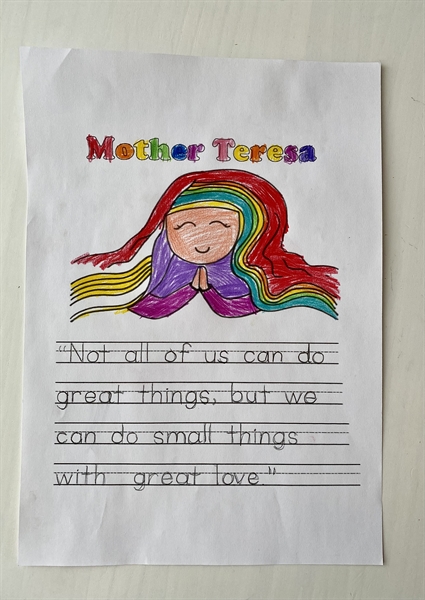 Mother Teresa
"Not all of us can do
great things, but we
can do small things
with great love"